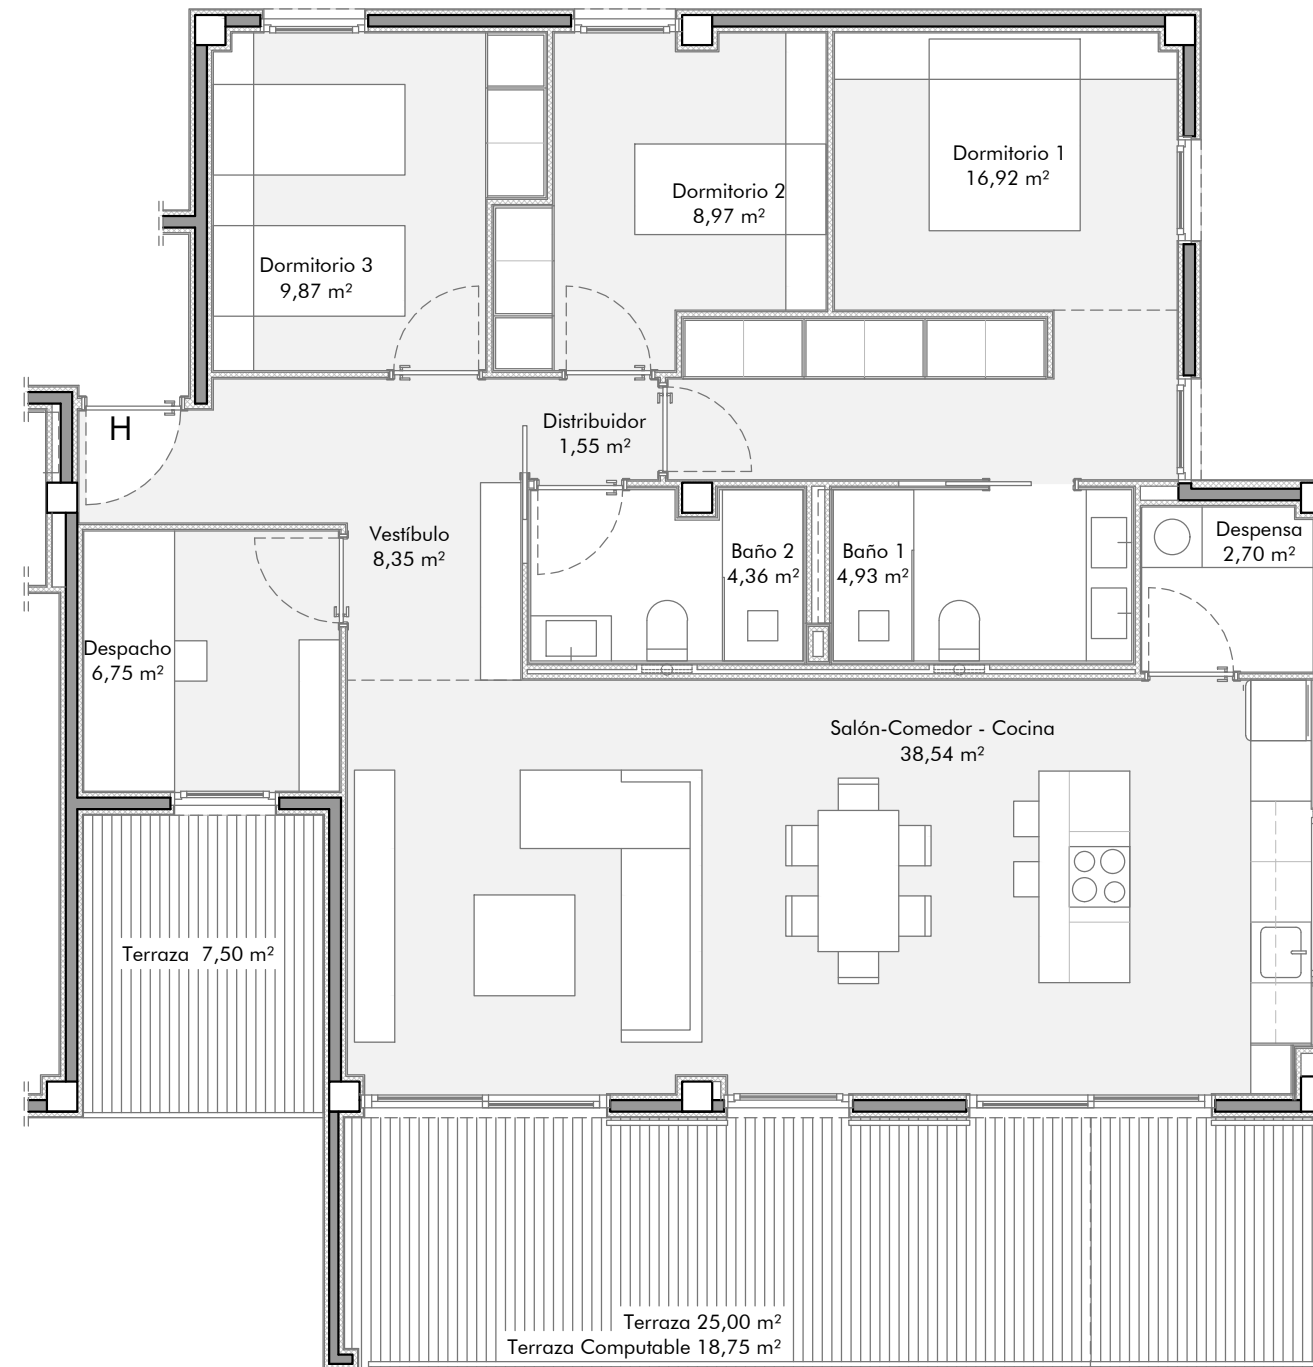 Dormitorio 1
16,92 m²
Dormitorio 2
8,97 m²
Dormitorio 3
9,87 m²
H
Distribuidor
1,55 m²
Vestíbulo
8,35 m²
Baño 2
4,36 m²
Baño 1
4,93 m²
Despensa
2,70 m²
Despacho
6,75 m²
Salón-Comedor - Cocina
38,54 m²
Terraza 7,50 m²
Terraza 25,00 m²
Terraza Computable 18,75 m²